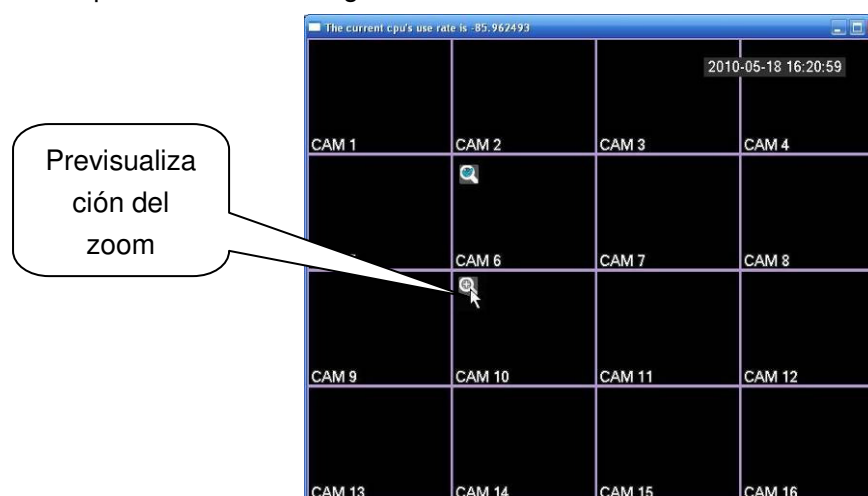 The current cpu's use rate is -85.962493
2010-05-18 16:20:59
CAM 1
CAM 2
CAM 3
CAM 4
Previsualiza
ción del
zoom
CAM 6
CAM 7
CAM 8
CAM 9
CAM 10
CAM 11
CAM 12
CAM 13
CAM 14
CAM 15
CAM 16